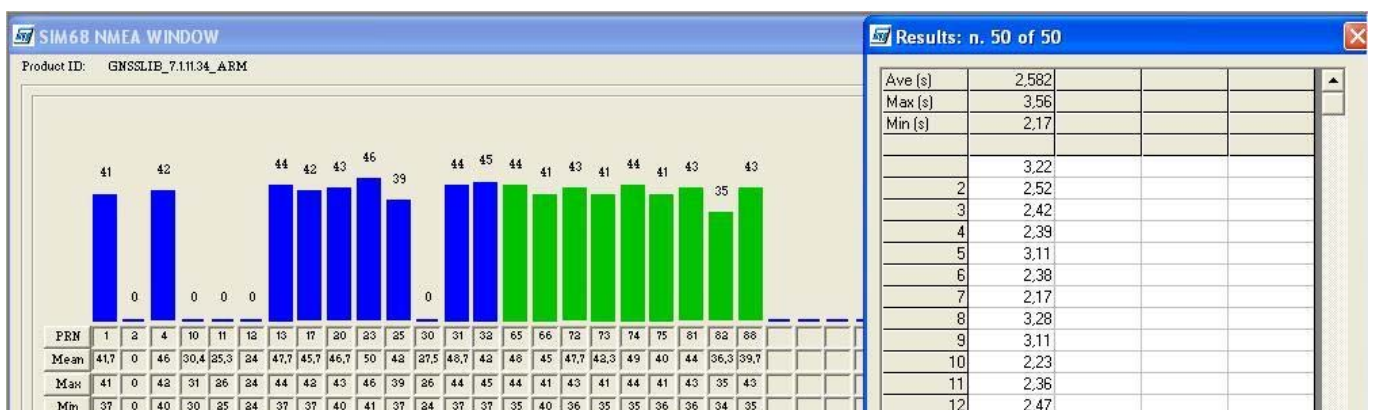 SIM68 NMEA WINDOW
Product ID: GNSSLIB_7.1.11.34_ARM
41 0 42 0 0 0 44 42 43 46 39 0 44 45 44 41 43 41 44 41 43 35 43
PRN 1 2 4 10 11 12 13 17 20 23 25 30 31 32 65 66 72 73 74 75 81 82 88
Mean 41,7 0 46 30,4 25,3 24 47,7 45,7 46,7 50 42 27,5 48,7 42 48 45 47,7 42,3 49 40 44 36,3 39,7
Max 41 0 42 31 26 24 44 42 43 46 39 26 44 45 44 41 43 41 44 41 43 35 43
Min 37 0 40 30 25 24 37 37 40 41 37 24 37 37 35 40 36 35 35 36 36 34 35
Results: n. 50 of 50
Ave (s) 2,582
Max (s) 3,56
Min (s) 2,17
3,22
2 2,52
3 2,42
4 2,39
5 3,11
6 2,38
7 2,17
8 3,28
9 3,11
10 2,23
11 2,36
12 2,47